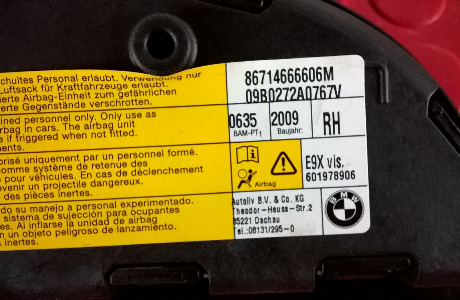 schultes Personal erlaubt. Verwendung nur
Luftsack für Kraftfahrzeuge erlaubt.
ierte Airbag-Einheit zum gefährlichen
Gegenstände verschrotten.
ined personnel only. Only use as
bag in cars. The airbag unit
e if triggered when not fitted.
nents.
orisé uniquement par un personnel formé.
comme système de retenue des
pour véhicules. En cas de déclenchement
evenir un projectile dangereux.
des pièces inertes.
do su manejo a personal experimentado.
sistema de sujección para ocupantes
Al inflarse la unidad de airbag
un objeto peligroso de lanzamiento.
s inertes.
86714666606M
09B0272A0767V
0635 2009 RH
BAM-PT1 Baujahr:
E9X vis.
601978906
Airbag
Autoliv B.V. & Co. KG
Theodor-Heuss-Str.2
85221 Dachau
Tel.:08131/295-0
BMW